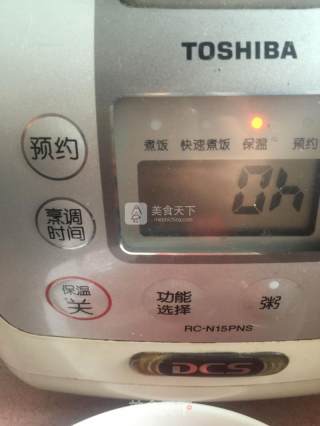 TOSHIBA
煮饭 快速煮饭 保温 预约
预约
0h
美食天下
meishichina.com
烹调
时间
保温
关
功能
选择
粥
RC-N15PNS
DCS